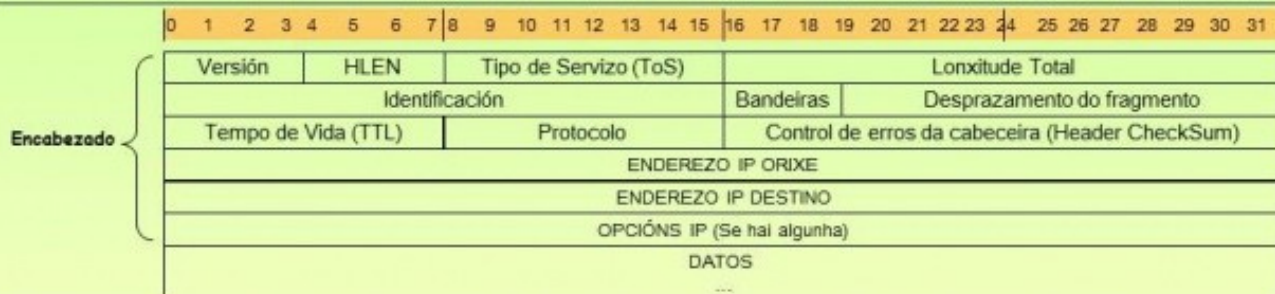 0 1 2 3 4 5 6 7 8 9 10 11 12 13 14 15 16 17 18 19 20 21 22 23 24 25 26 27 28 29 30 31
Versión HLEN Tipo de Servizo (ToS) Lonxitude Total
Identificación Bandeiras Desprazamento do fragmento
Encabezado
Tempo de Vida (TTL) Protocolo Control de erros da cabeceira (Header CheckSum)
ENDEREZO IP ORIXE
ENDEREZO IP DESTINO
OPCIÓNS IP (Se hai algunha)
DATOS
...